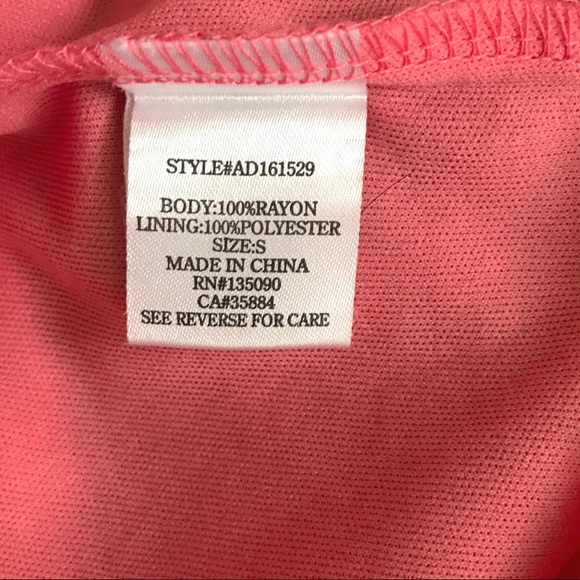 STYLE#AD161529
BODY:100%RAYON
LINING:100%POLYESTER
SIZE:S
MADE IN CHINA
RN#135090
CA#35884
SEE REVERSE FOR CARE